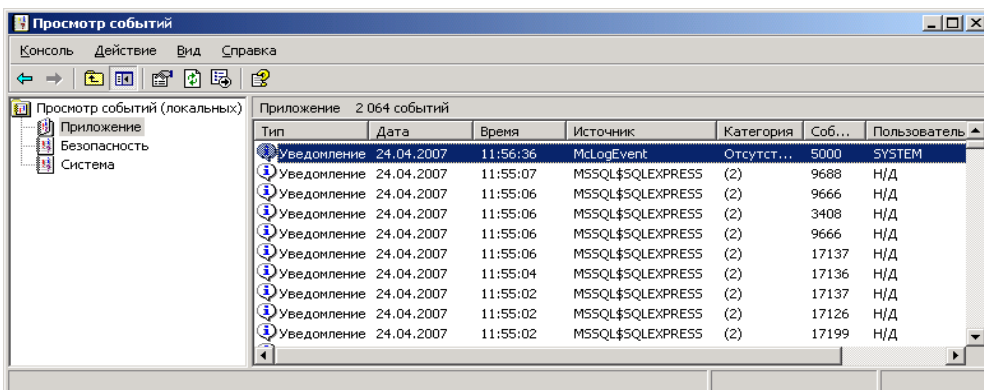 Просмотр событий
Консоль Действие Вид Справка
Просмотр событий (локальных)
Приложение
Безопасность
Система
Приложение 2 064 событий
Тип Дата Время Источник Категория Соб... Пользователь
Уведомление 24.04.2007 11:56:36 McLogEvent Отсутст... 5000 SYSTEM
Уведомление 24.04.2007 11:55:07 MSSQL$SQLEXPRESS (2) 9688 Н/Д
Уведомление 24.04.2007 11:55:06 MSSQL$SQLEXPRESS (2) 9666 Н/Д
Уведомление 24.04.2007 11:55:06 MSSQL$SQLEXPRESS (2) 3408 Н/Д
Уведомление 24.04.2007 11:55:06 MSSQL$SQLEXPRESS (2) 9666 Н/Д
Уведомление 24.04.2007 11:55:06 MSSQL$SQLEXPRESS (2) 17137 Н/Д
Уведомление 24.04.2007 11:55:04 MSSQL$SQLEXPRESS (2) 17136 Н/Д
Уведомление 24.04.2007 11:55:02 MSSQL$SQLEXPRESS (2) 17137 Н/Д
Уведомление 24.04.2007 11:55:02 MSSQL$SQLEXPRESS (2) 17126 Н/Д
Уведомление 24.04.2007 11:55:02 MSSQL$SQLEXPRESS (2) 17199 Н/Д